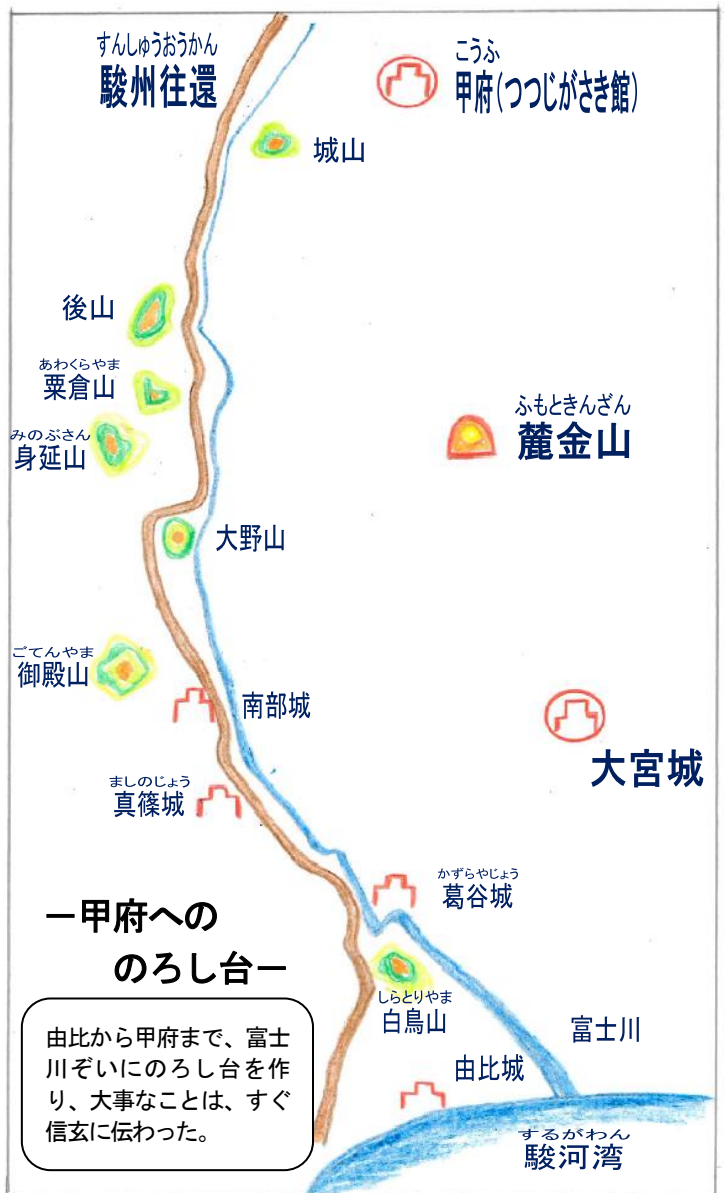 すんしゅうおうかん
駿州往還
こうふ
甲府(つつじがさき館)
城山
後山
あわくらやま
粟倉山
みのぶさん
身延山
ふもときんざん
麓金山
大野山
ごてんやま
御殿山
南部城
大宮城
ましのじょう
真篠城
かずらやじょう
葛谷城
ー甲府への
のろし台ー
しらとりやま
白鳥山
富士川
由比城
するがわん
駿河湾
由比から甲府まで、富士
川ぞいにのろし台を作
り、大事なことは、すぐ
信玄に伝わった。